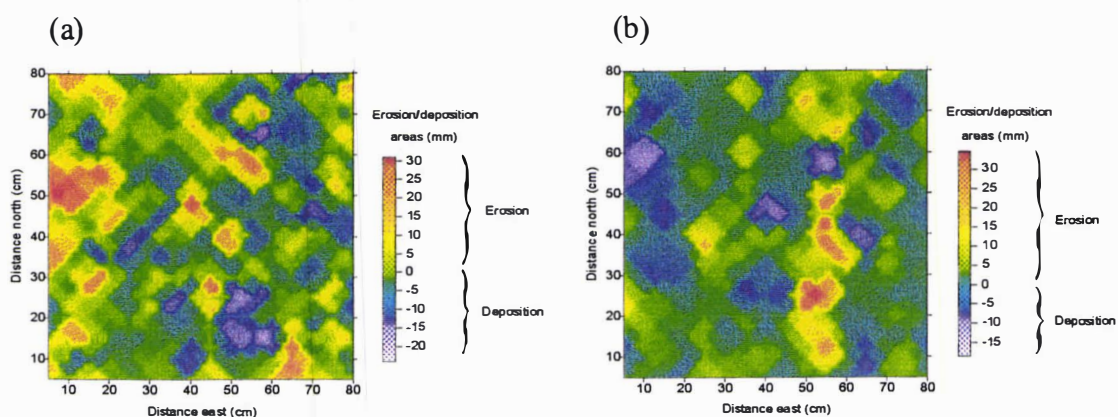 (a)
Erosion/deposition
areas (mm)
80
70
60
50
40
30
20
10
10 20 30 40 50 60 70 80
Distance north (cm)
Distance east (cm)
30
25
20
15
10
5
0
-5
-10
-15
-20
Erosion
Deposition
(b)
Erosion/deposition
areas (mm)
80
70
60
50
40
30
20
10
10 20 30 40 50 60 70 80
Distance north (cm)
Distance east (cm)
30
25
20
15
10
5
0
-5
-10
-15
Erosion
Deposition